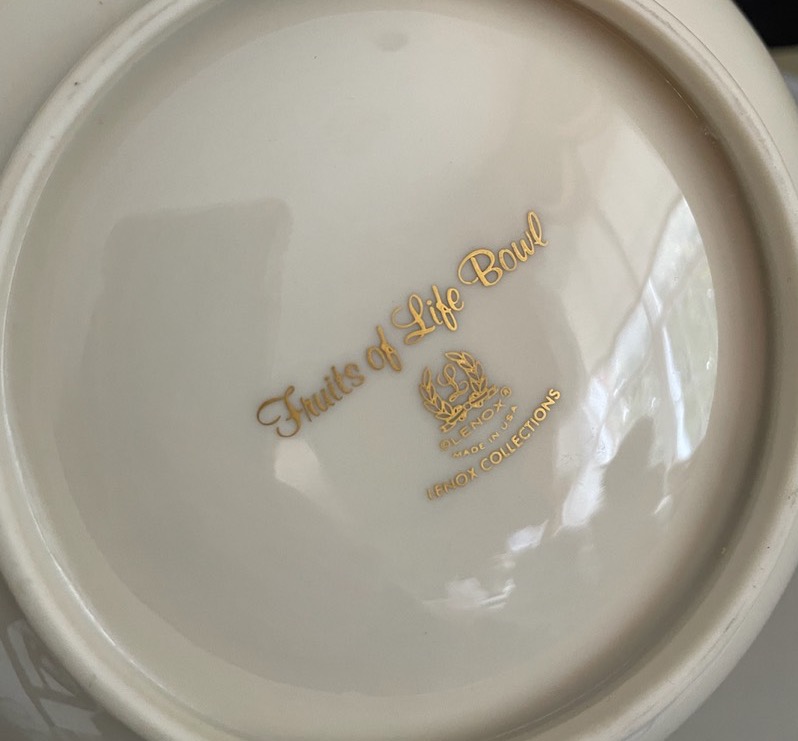 Fruits of Life Bowl
L
©LENOX®
MADE IN USA
LENOX COLLECTIONS